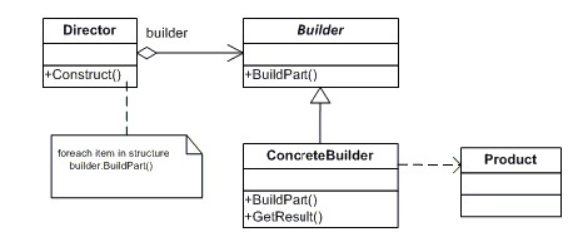 Director
builder
Builder
+Construct()
+BuildPart()
foreach item in structure
builder.BuildPart()
ConcreteBuilder
Product
+BuildPart()
+GetResult()